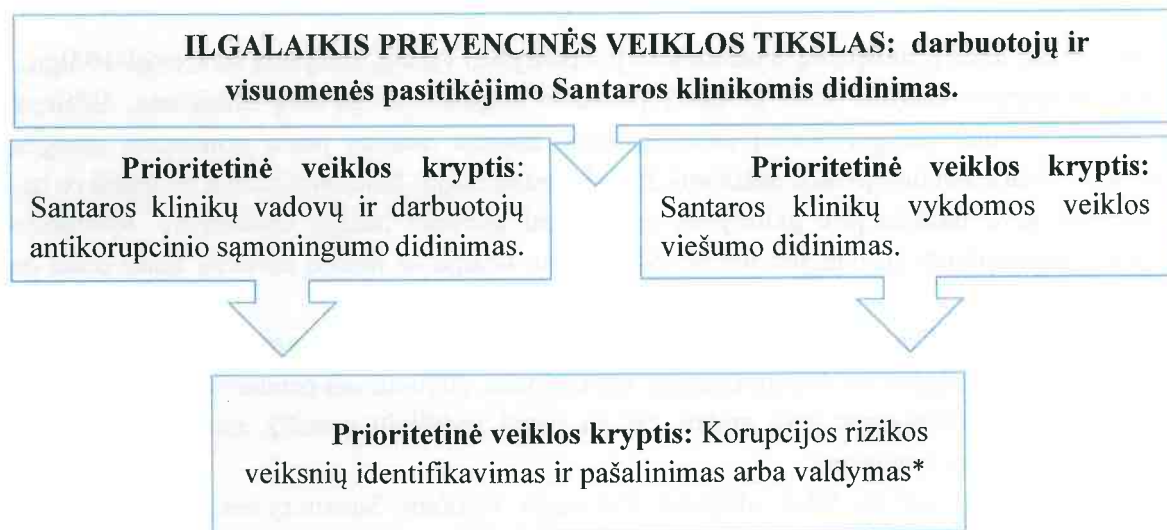 ILGALAIKIS PREVENCINĖS VEIKLOS TIKSLAS: darbuotojų ir
visuomenės pasitikėjimo Santaros klinikomis didinimas.
Prioritetinė veiklos kryptis:
Santaros klinikų vadovų ir darbuotojų
antikorupcinio sąmoningumo didinimas.
Prioritetinė veiklos kryptis:
Santaros klinikų vykdomos veiklos
viešumo didinimas.
Prioritetinė veiklos kryptis: Korupcijos rizikos
veiksnių identifikavimas ir pašalinimas arba valdymas*